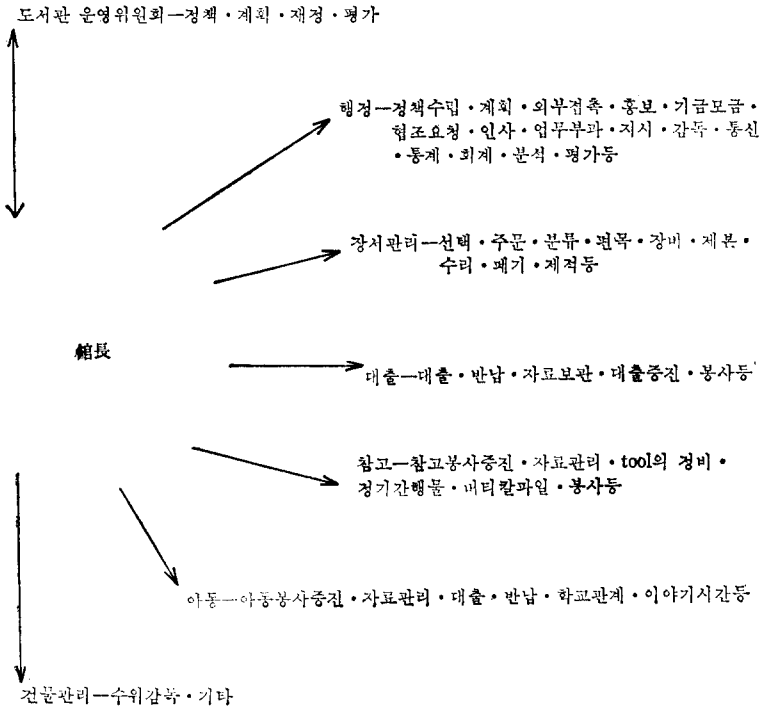 도서관 운영위원회—정책·계획·재정·평가
행정—정책수립·계획·외부접촉·홍보·기금모금·
협조요청·인사·업무부과·지시·감독·통신
·통계·회계·분석·평가등
장서관리—선택·주문·분류·편목·장비·제본·
수리·폐기·제적등
館長
대출—대출·반납·자료보관·대출증진·봉사등
참고—참고봉사증진·자료관리·tool의 정비·
정기간행물·버티칼파일·봉사등
아동—아동봉사증진·자료관리·대출·반납·학교관계·이야기시간등
건물관리—수위감독·기타